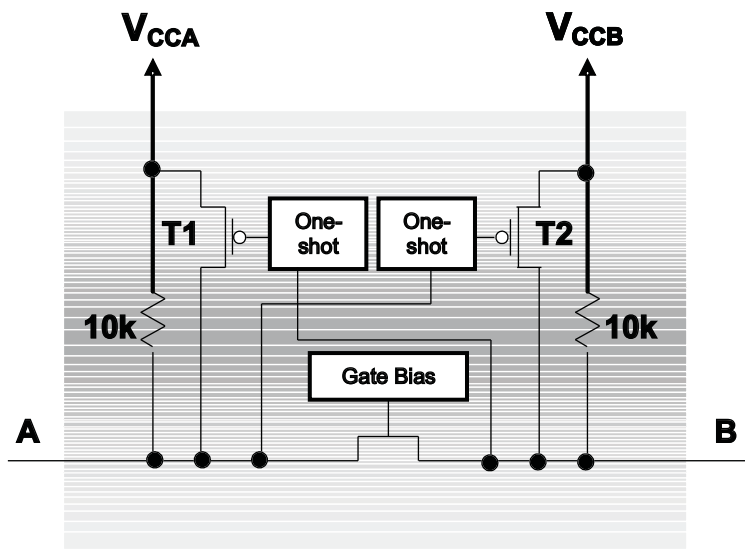 VCCA
VCCB
T1
One-
shot
One-
shot
T2
10k
10k
Gate Bias
A
B